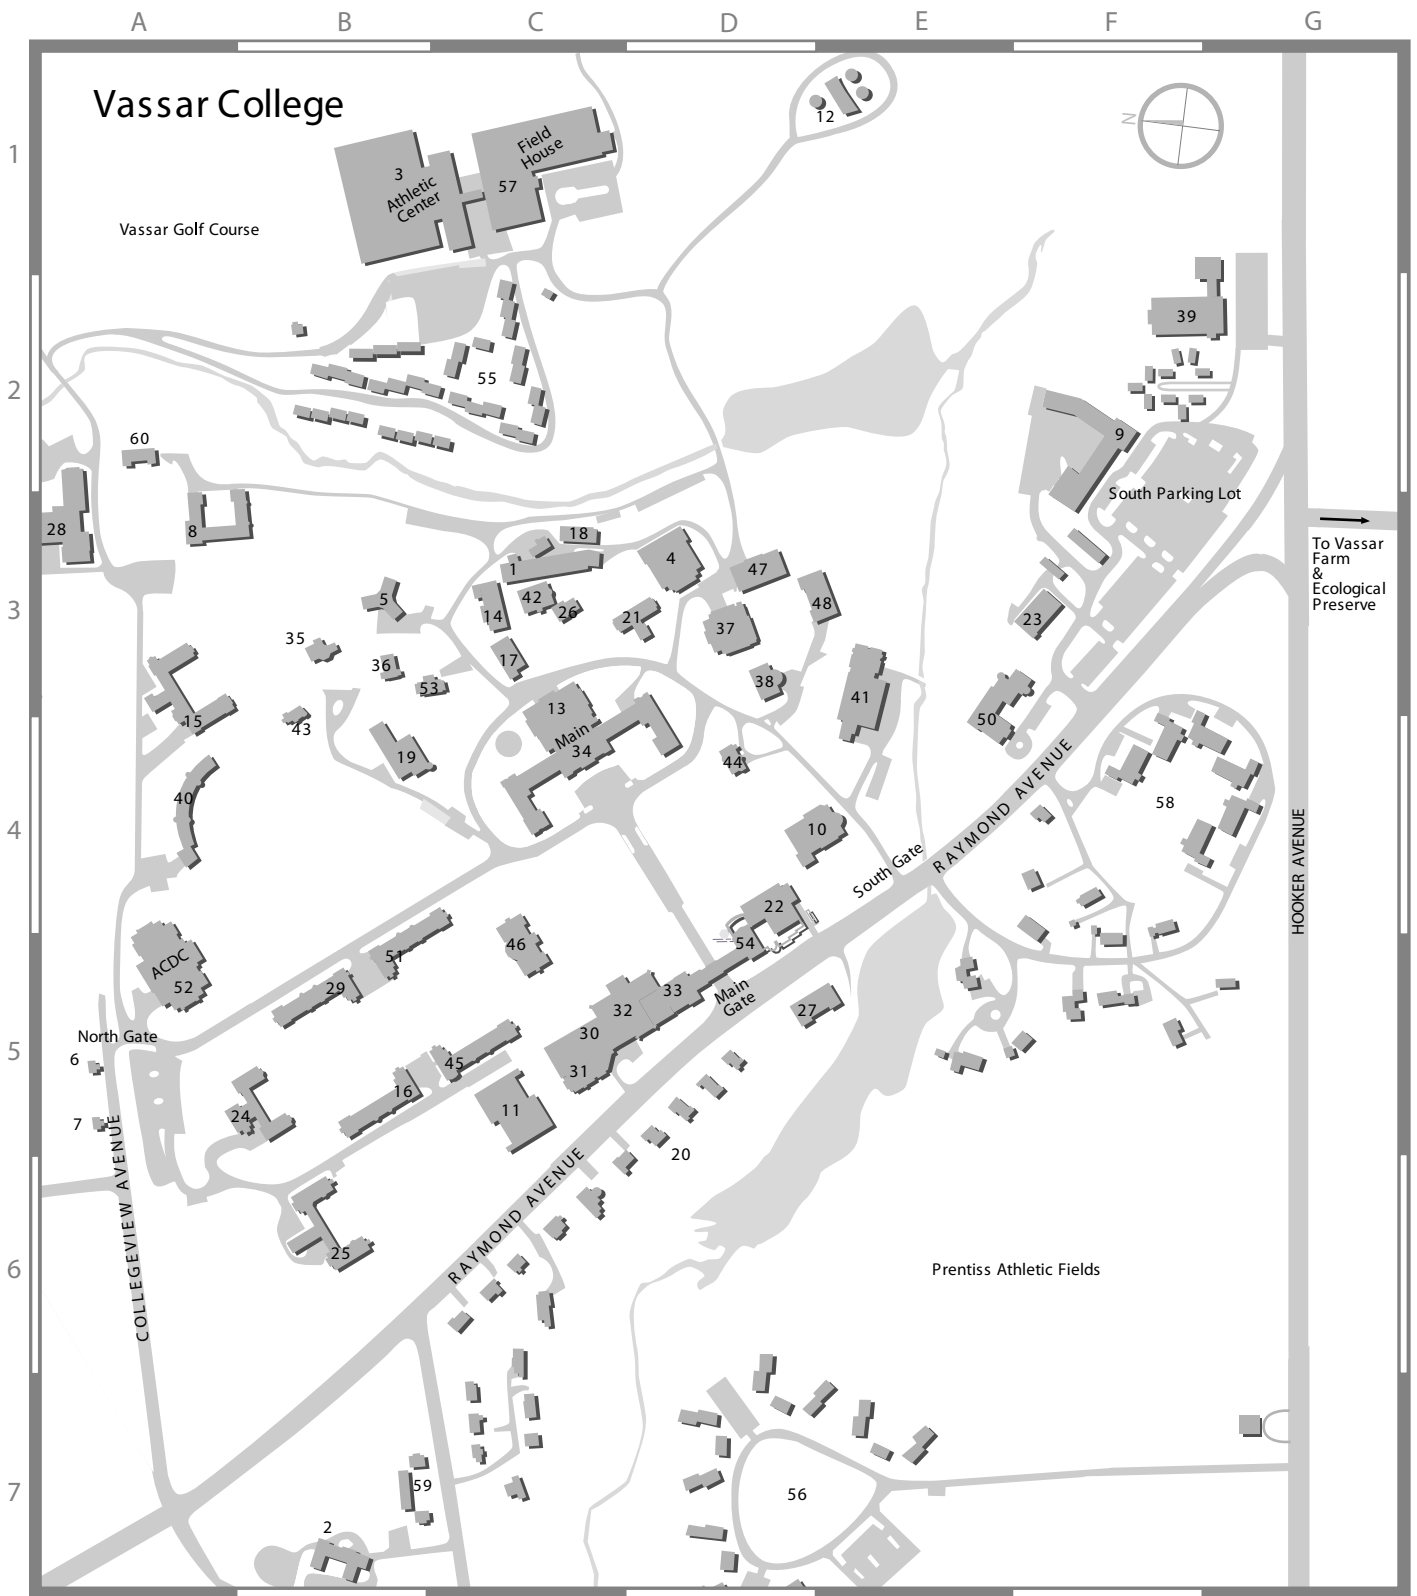 A B C D E F G
Vassar College
1
2
3
4
5
6
7
N
12
3
Athletic
Center
Field
House
57
Vassar Golf Course
39
55
9
60
South Parking Lot
28
8
18
1
4
47
To Vassar
Farm
&
Ecological
Preserve
5
42
26
14
21
48
37
23
35
36
17
53
38
41
15
43
13
Main
34
50
19
44
40
58
10
RAYMOND AVENUE
South Gate
HOOKER AVENUE
22
46
54
51
ACDC
52
29
33
32
Main
Gate
27
30
North Gate
6
45
31
16
11
24
7
20
COLLEGEVIEW AVENUE
RAYMOND AVENUE
25
Prentiss Athletic Fields
59
56
2